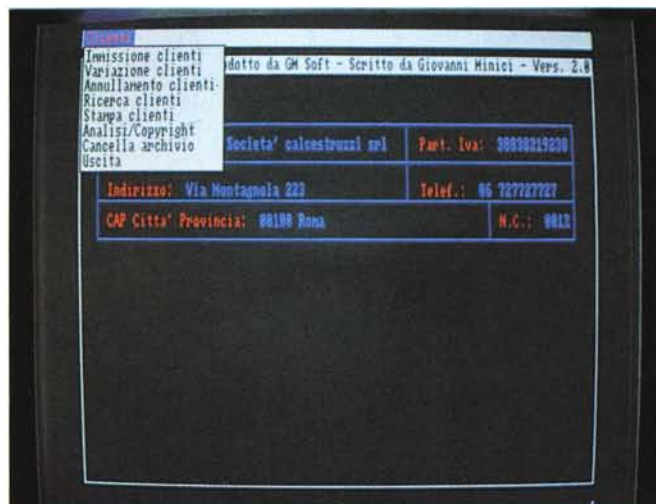 Clienti
Immissione clienti
Variazione clienti
Annullamento clienti
Ricerca clienti
Stampa clienti
Analisi/Copyright
Cancella archivio
Uscita
dotto da GM Soft - Scritto da Giovanni Minici - Vers. 2.0
Societa' calcestruzzi srl Part. Iva:
Indirizzo: Via Montagnola 223 Telef.: 06 727727727
CAP Citta' Provincia: 00100 Roma N.C.: 0012